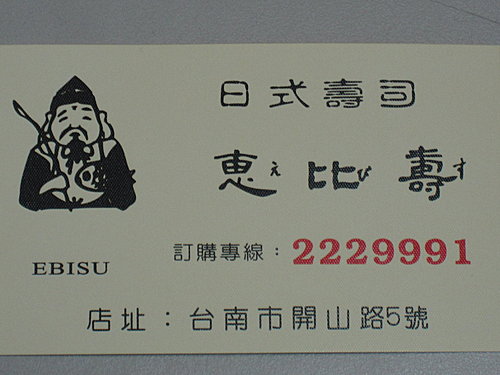 日式壽司
恵え比び壽す
訂購專線：2229991
EBISU
店址：台南市開山路5號